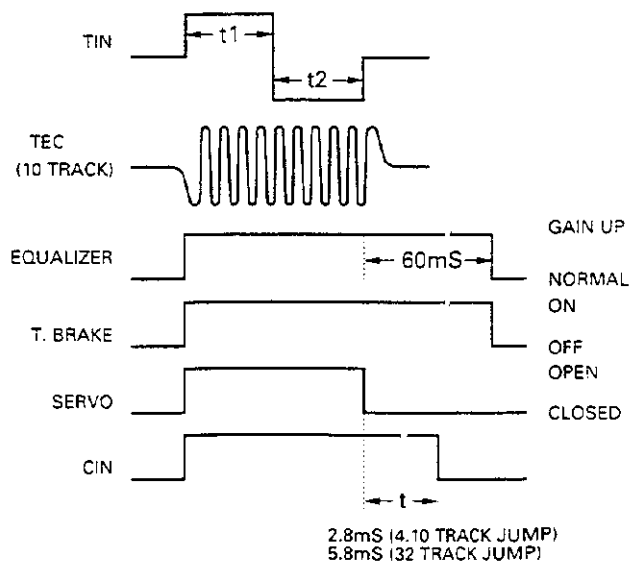 TIN
t1
t2
TEC
(10 TRACK)
GAIN UP
EQUALIZER
60mS
NORMAL
ON
T. BRAKE
OFF
OPEN
SERVO
CLOSED
CIN
t
2.8mS (4.10 TRACK JUMP)
5.8mS (32 TRACK JUMP)